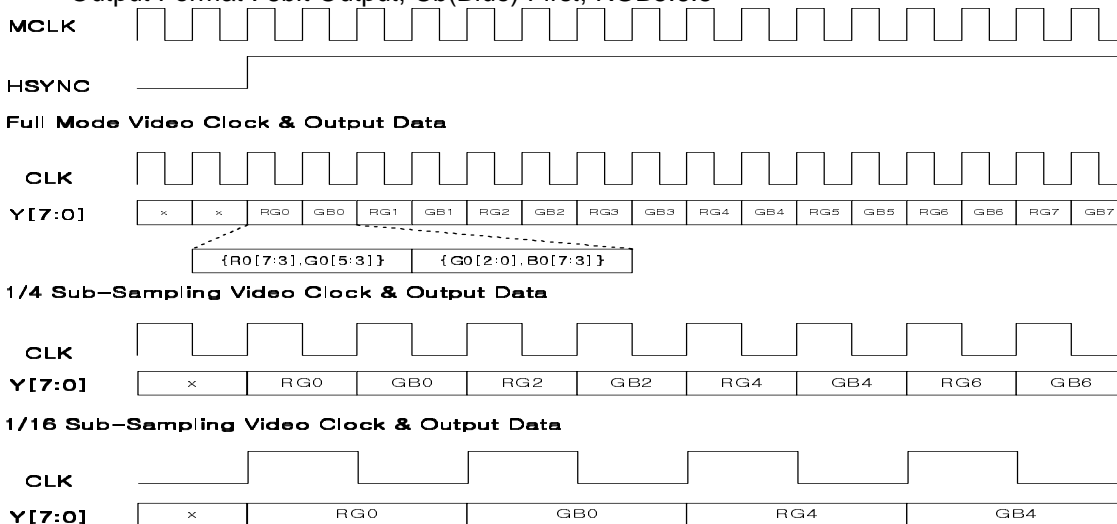 MCLK
HSYNC
Full Mode Video Clock & Output Data
CLK
Y[7:0] × × RG0 GB0 RG1 GB1 RG2 GB2 RG3 GB3 RG4 GB4 RG5 GB5 RG6 GB6 RG7 GB7
{R0[7:3],G0[5:3]} {G0[2:0],B0[7:3]}
1/4 Sub-Sampling Video Clock & Output Data
CLK
Y[7:0] × RG0 GB0 RG2 GB2 RG4 GB4 RG6 GB6
1/16 Sub-Sampling Video Clock & Output Data
CLK
Y[7:0] × RG0 GB0 RG4 GB4